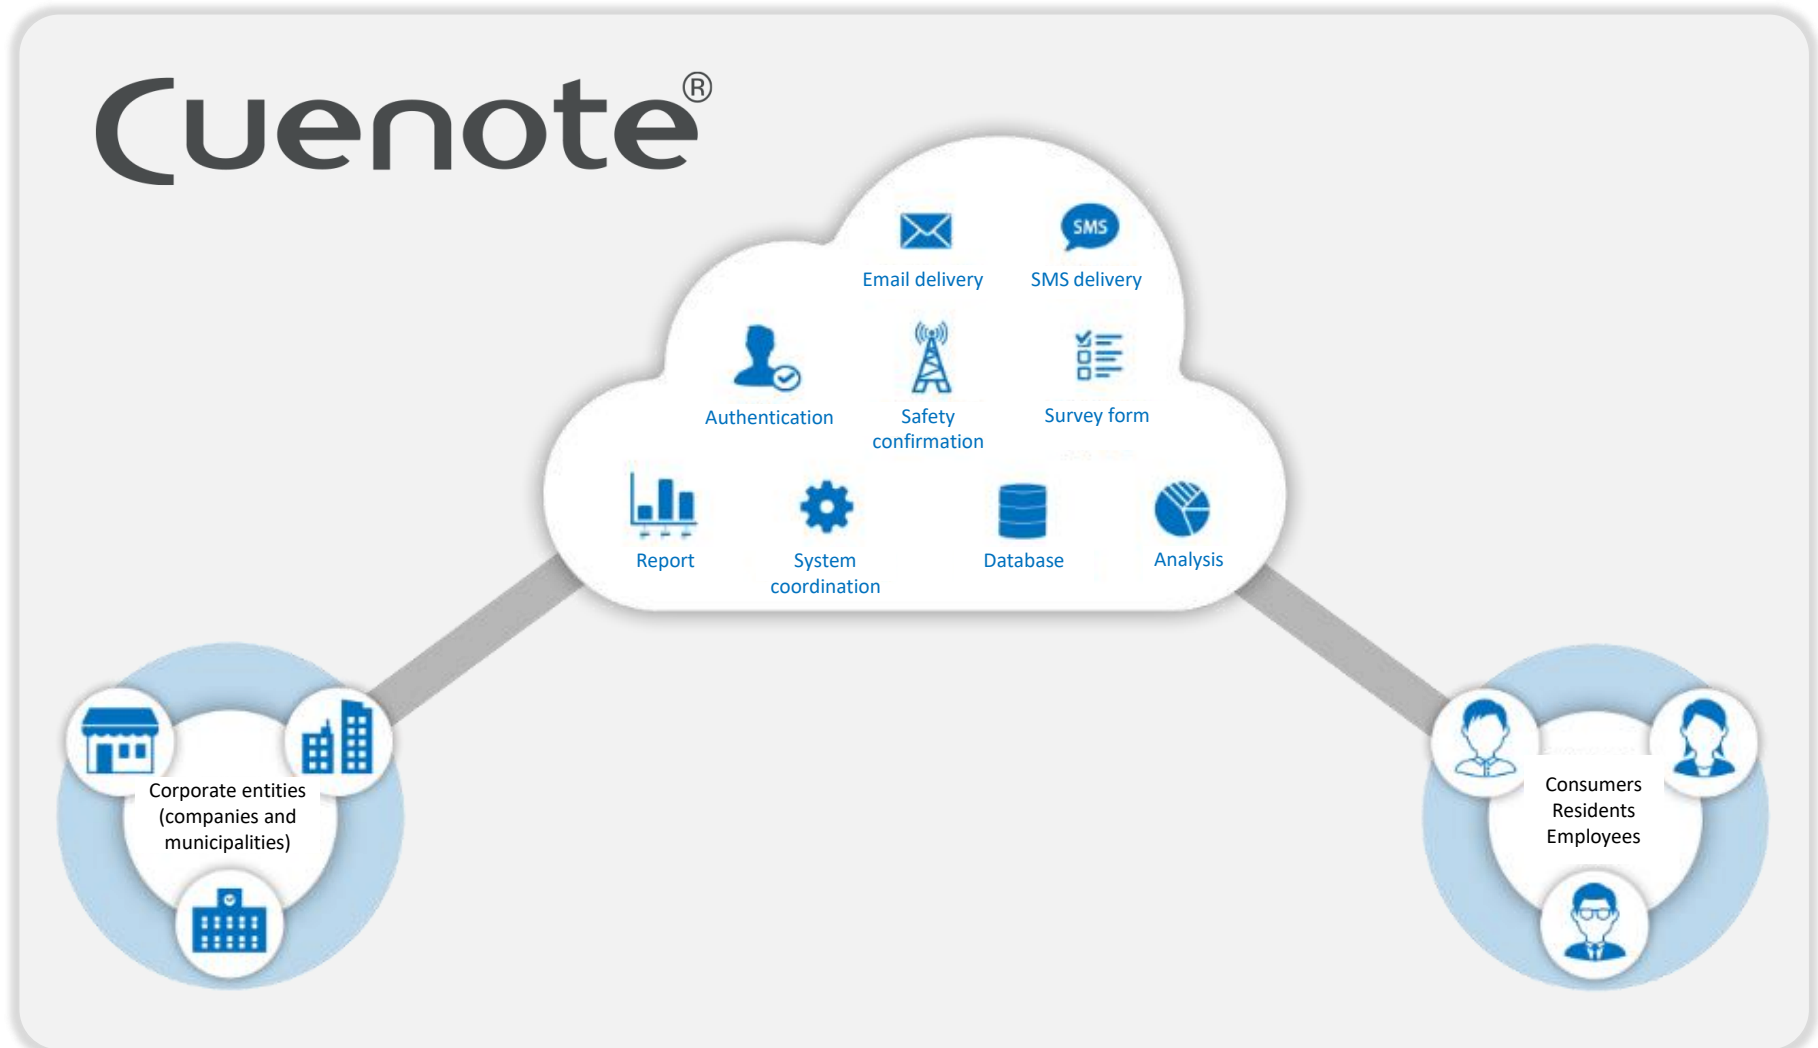 Cuenote®
SMS
Email delivery
SMS delivery
Authentication
Safety
confirmation
Survey form
Report
System
coordination
Database
Analysis
Corporate entities
(companies and
municipalities)
Consumers
Residents
Employees